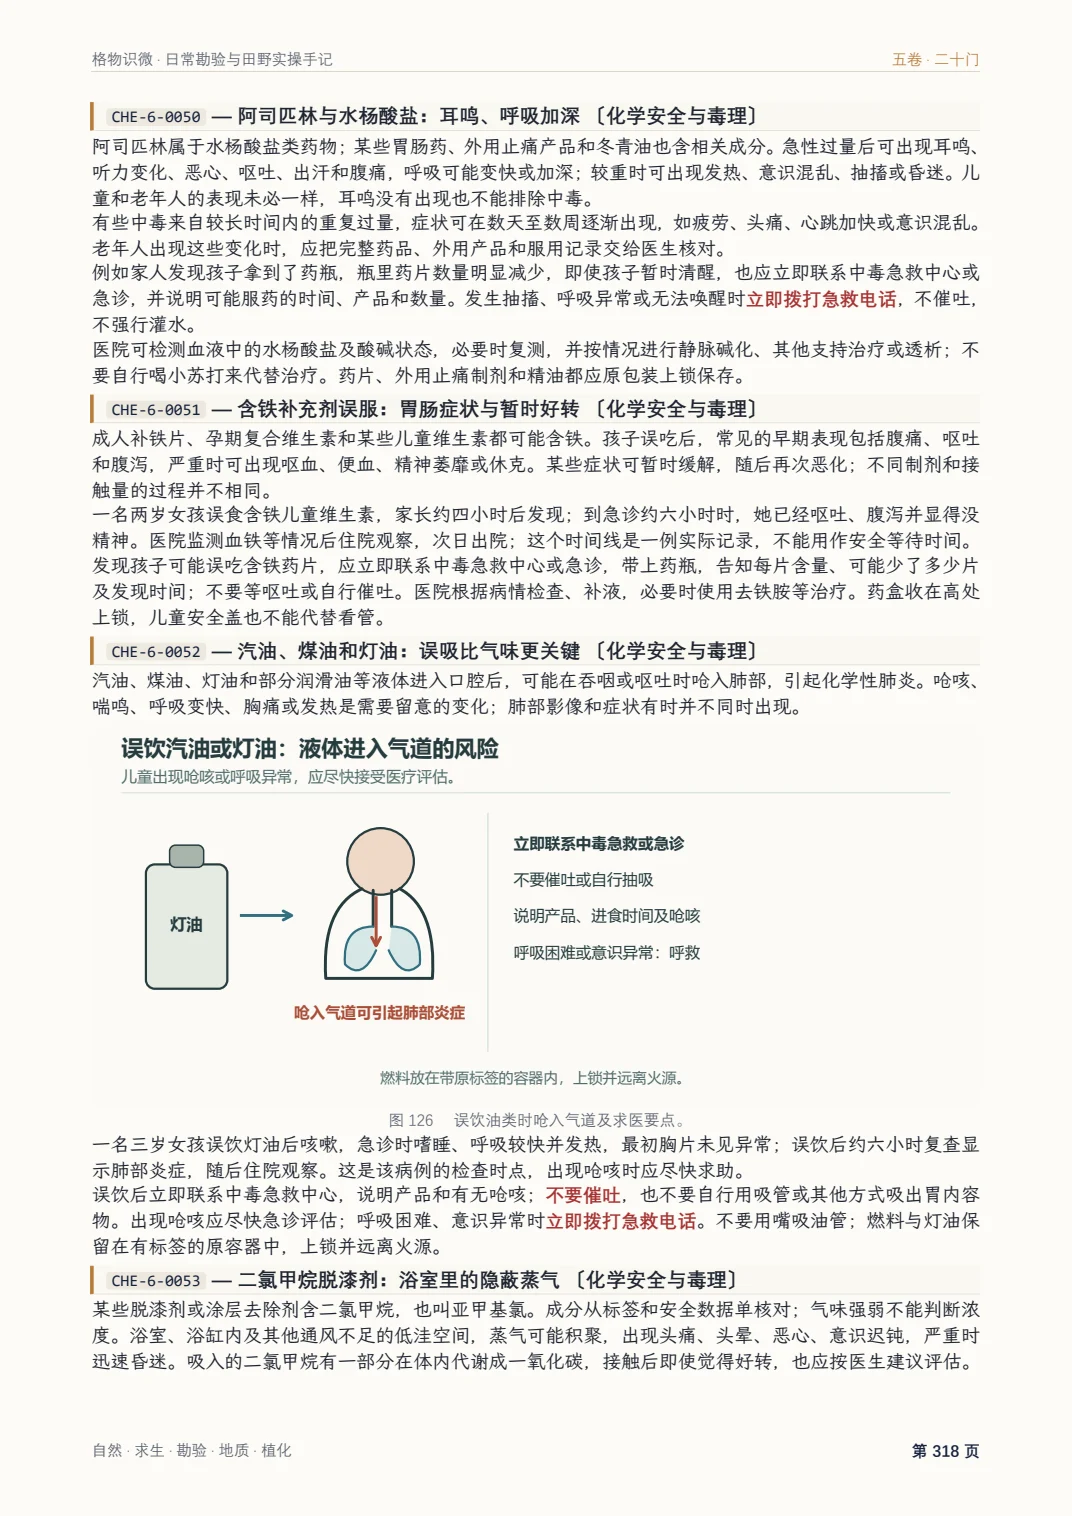 格物识微 · 日常勘验与田野实操手记
五卷 · 二十门
CHE-6-0050 — 阿司匹林与水杨酸盐：耳鸣、呼吸加深 〔化学安全与毒理〕
阿司匹林属于水杨酸盐类药物；某些胃肠药、外用止痛产品和冬青油也含相关成分。急性过量后可出现耳鸣、
听力变化、恶心、呕吐、出汗和腹痛，呼吸可能变快或加深；较重时可出现发热、意识混乱、抽搐或昏迷。儿
童和老年人的表现未必一样，耳鸣没有出现也不能排除中毒。
有些中毒来自较长时间内的重复过量，症状可在数天至数周逐渐出现，如疲劳、头痛、心跳加快或意识混乱。
老年人出现这些变化时，应把完整药品、外用产品和服用记录交给医生核对。
例如家人发现孩子拿到了药瓶，瓶里药片数量明显减少，即使孩子暂时清醒，也应立即联系中毒急救中心或
急诊，并说明可能服药的时间、产品和数量。发生抽搐、呼吸异常或无法唤醒时立即拨打急救电话，不催吐，
不强行灌水。
医院可检测血液中的水杨酸盐及酸碱状态，必要时复测，并按情况进行静脉碱化、其他支持治疗或透析；不
要自行喝小苏打来代替治疗。药片、外用止痛制剂和精油都应原包装上锁保存。
CHE-6-0051 — 含铁补充剂误服：胃肠症状与暂时好转 〔化学安全与毒理〕
成人补铁片、孕期复合维生素和某些儿童维生素都可能含铁。孩子误吃后，常见的早期表现包括腹痛、呕吐
和腹泻，严重时可出现呕血、便血、精神萎靡或休克。某些症状可暂时缓解，随后再次恶化；不同制剂和接
触量的过程并不相同。
一名两岁女孩误食含铁儿童维生素，家长约四小时后发现；到急诊约六小时时，她已经呕吐、腹泻并显得没
精神。医院监测血铁等情况后住院观察，次日出院；这个时间线是一例实际记录，不能用作安全等待时间。
发现孩子可能误吃含铁药片，应立即联系中毒急救中心或急诊，带上药瓶，告知每片含量、可能少了多少片
及发现时间；不要等呕吐或自行催吐。医院根据病情检查、补液，必要时使用去铁胺等治疗。药盒收在高处
上锁，儿童安全盖也不能代替看管。
CHE-6-0052 — 汽油、煤油和灯油：误吸比气味更关键 〔化学安全与毒理〕
汽油、煤油、灯油和部分润滑油等液体进入口腔后，可能在吞咽或呕吐时呛入肺部，引起化学性肺炎。呛咳、
喘鸣、呼吸变快、胸痛或发热是需要留意的变化；肺部影像和症状有时并不同时出现。
误饮汽油或灯油：液体进入气道的风险
儿童出现呛咳或呼吸异常，应尽快接受医疗评估。
灯油
呛入气道可引起肺部炎症
立即联系中毒急救或急诊
不要催吐或自行抽吸
说明产品、进食时间及呛咳
呼吸困难或意识异常：呼救
燃料放在带原标签的容器内，上锁并远离火源。
图 126 误饮油类时呛入气道及求医要点。
一名三岁女孩误饮灯油后咳嗽，急诊时嗜睡、呼吸较快并发热，最初胸片未见异常；误饮后约六小时复查显
示肺部炎症，随后住院观察。这是该病例的检查时点，出现呛咳时应尽快求助。
误饮后立即联系中毒急救中心，说明产品和有无呛咳；不要催吐，也不要自行用吸管或其他方式吸出胃内容
物。出现呛咳应尽快急诊评估；呼吸困难、意识异常时立即拨打急救电话。不要用嘴吸油管；燃料与灯油保
留在有标签的原容器中，上锁并远离火源。
CHE-6-0053 — 二氯甲烷脱漆剂：浴室里的隐蔽蒸气 〔化学安全与毒理〕
某些脱漆剂或涂层去除剂含二氯甲烷，也叫亚甲基氯。成分从标签和安全数据单核对；气味强弱不能判断浓
度。浴室、浴缸内及其他通风不足的低洼空间，蒸气可能积聚，出现头痛、头晕、恶心、意识迟钝，严重时
迅速昏迷。吸入的二氯甲烷有一部分在体内代谢成一氧化碳，接触后即使觉得好转，也应按医生建议评估。
自然 · 求生 · 勘验 · 地质 · 植化
第 318 页